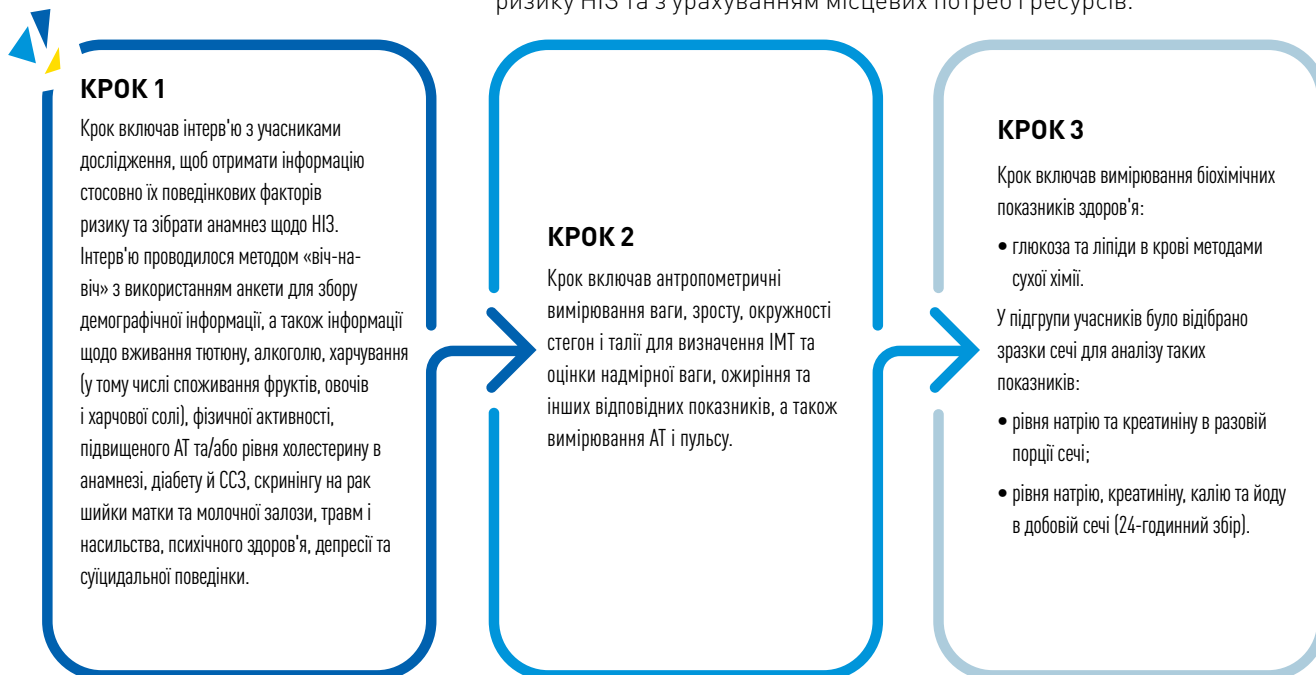 ризику НІЗ та з урахуванням місцевих потреб і ресурсів.
КРОК 1
Крок включав інтерв'ю з учасниками
дослідження, щоб отримати інформацію
стосовно їх поведінкових факторів
ризику та зібрати анамнез щодо НІЗ.
Інтерв'ю проводилося методом «віч-на-
віч» з використанням анкети для збору
демографічної інформації, а також інформації
щодо вживання тютюну, алкоголю, харчування
(у тому числі споживання фруктів, овочів
і харчової солі), фізичної активності,
підвищеного АТ та/або рівня холестерину в
анамнезі, діабету й ССЗ, скринінгу на рак
шийки матки та молочної залози, травм і
насильства, психічного здоров'я, депресії та
суїцидальної поведінки.
КРОК 2
Крок включав антропометричні
вимірювання ваги, зросту, окружності
стегон і талії для визначення ІМТ та
оцінки надмірної ваги, ожиріння та
інших відповідних показників, а також
вимірювання АТ і пульсу.
КРОК 3
Крок включав вимірювання біохімічних
показників здоров'я:
• глюкоза та ліпіди в крові методами
сухої хімії.
У підгрупи учасників було відібрано
зразки сечі для аналізу таких
показників:
• рівня натрію та креатиніну в разовій
порції сечі;
• рівня натрію, креатиніну, калію та йоду
в добовій сечі (24-годинний збір).